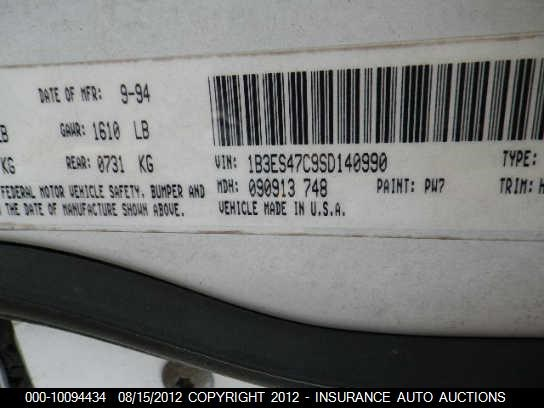 DATE OF MFR: 9-94
LB GAWR: 1610 LB
KG REAR: 0731 KG
VIN: 1B3ES47C9SD140990 TYPE:
FEDERAL MOTOR VEHICLE SAFETY, BUMPER AND MDH: 090913 748 PAINT: PW7 TRIM:
THE DATE OF MANUFACTURE SHOWN ABOVE. VEHICLE MADE IN U.S.A.
000-10094434 08/15/2012 COPYRIGHT 2012 - INSURANCE AUTO AUCTIONS